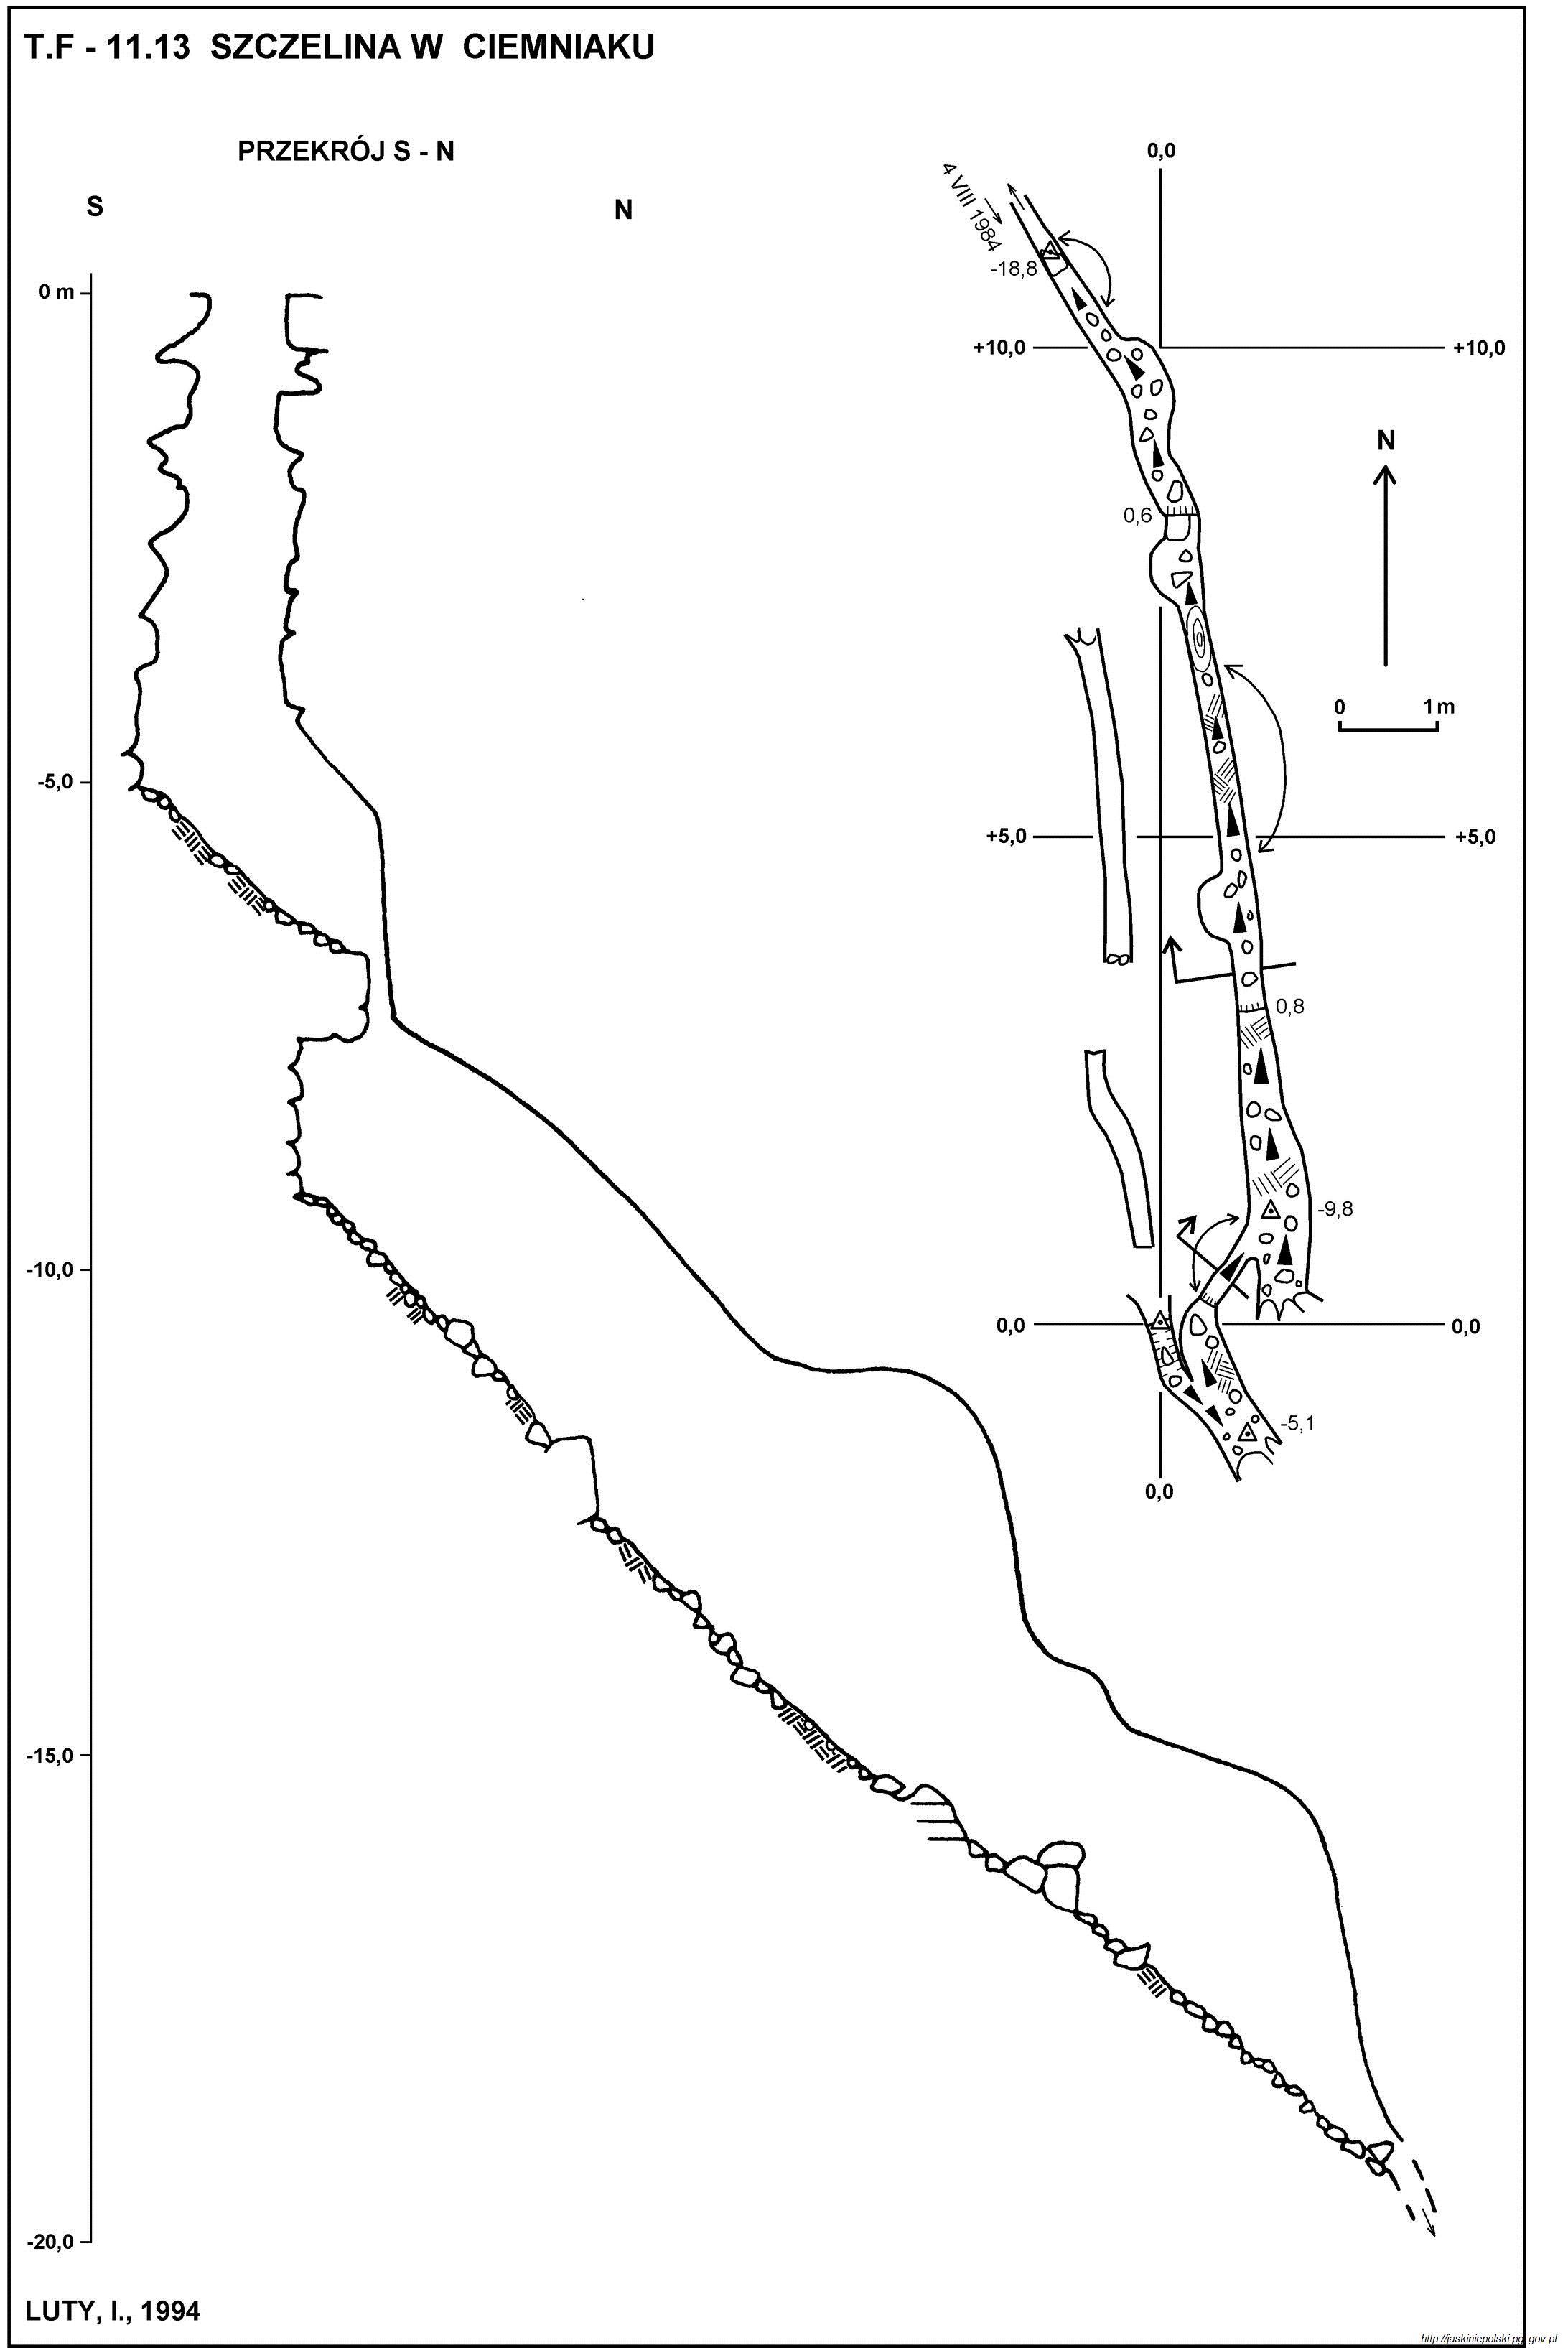 T.F - 11.13 SZCZELINA W CIEMNIAKU
PRZEKRÓJ S - N
S
N
0 m
-5,0
-10,0
-15,0
-20,0
0,0
4 VIII 1984
-18,8
+10,0
+10,0
N
0,6
0
1m
+5,0
+5,0
0,8
-9,8
0,0
0,0
-5,1
0,0
LUTY, I., 1994
http://jaskiniepolski.pgi.gov.pl